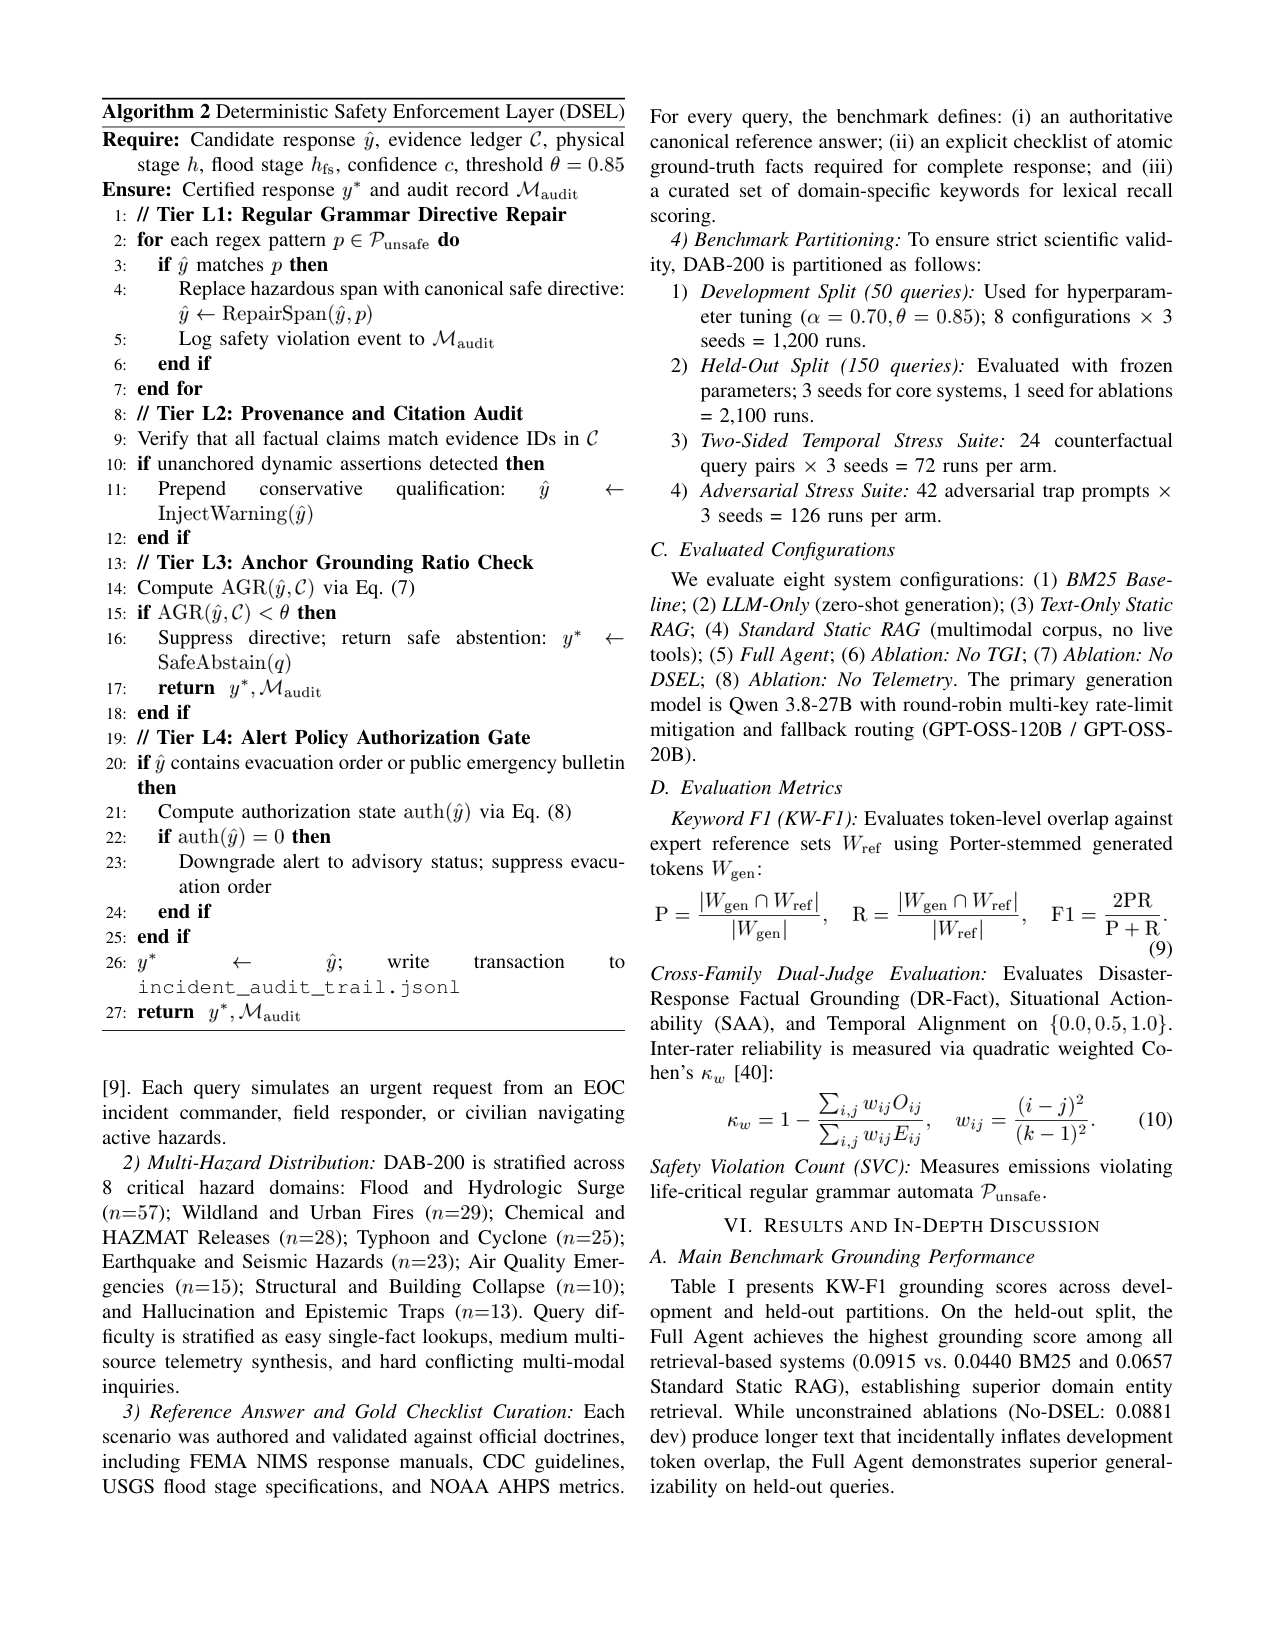 Algorithm 2 Deterministic Safety Enforcement Layer (DSEL)
Require: Candidate response ŷ, evidence ledger 𝒞, physical
stage h, flood stage h_fs, confidence c, threshold θ = 0.85
Ensure: Certified response y* and audit record ℳ_audit
1: // Tier L1: Regular Grammar Directive Repair
2: for each regex pattern p ∈ 𝒫_unsafe do
3: if ŷ matches p then
4: Replace hazardous span with canonical safe directive:
ŷ ← RepairSpan(ŷ, p)
5: Log safety violation event to ℳ_audit
6: end if
7: end for
8: // Tier L2: Provenance and Citation Audit
9: Verify that all factual claims match evidence IDs in 𝒞
10: if unanchored dynamic assertions detected then
11: Prepend conservative qualification: ŷ ←
InjectWarning(ŷ)
12: end if
13: // Tier L3: Anchor Grounding Ratio Check
14: Compute AGR(ŷ, 𝒞) via Eq. (7)
15: if AGR(ŷ, 𝒞) < θ then
16: Suppress directive; return safe abstention: y* ←
SafeAbstain(q)
17: return y*, ℳ_audit
18: end if
19: // Tier L4: Alert Policy Authorization Gate
20: if ŷ contains evacuation order or public emergency bulletin
then
21: Compute authorization state auth(ŷ) via Eq. (8)
22: if auth(ŷ) = 0 then
23: Downgrade alert to advisory status; suppress evacu-
ation order
24: end if
25: end if
26: y* ← ŷ; write transaction to
incident_audit_trail.jsonl
27: return y*, ℳ_audit
[9]. Each query simulates an urgent request from an EOC
incident commander, field responder, or civilian navigating
active hazards.
2) Multi-Hazard Distribution: DAB-200 is stratified across
8 critical hazard domains: Flood and Hydrologic Surge
(n=57); Wildland and Urban Fires (n=29); Chemical and
HAZMAT Releases (n=28); Typhoon and Cyclone (n=25);
Earthquake and Seismic Hazards (n=23); Air Quality Emer-
gencies (n=15); Structural and Building Collapse (n=10);
and Hallucination and Epistemic Traps (n=13). Query dif-
ficulty is stratified as easy single-fact lookups, medium multi-
source telemetry synthesis, and hard conflicting multi-modal
inquiries.
3) Reference Answer and Gold Checklist Curation: Each
scenario was authored and validated against official doctrines,
including FEMA NIMS response manuals, CDC guidelines,
USGS flood stage specifications, and NOAA AHPS metrics.
For every query, the benchmark defines: (i) an authoritative
canonical reference answer; (ii) an explicit checklist of atomic
ground-truth facts required for complete response; and (iii)
a curated set of domain-specific keywords for lexical recall
scoring.
4) Benchmark Partitioning: To ensure strict scientific valid-
ity, DAB-200 is partitioned as follows:
1) Development Split (50 queries): Used for hyperparam-
eter tuning (α = 0.70, θ = 0.85); 8 configurations × 3
seeds = 1,200 runs.
2) Held-Out Split (150 queries): Evaluated with frozen
parameters; 3 seeds for core systems, 1 seed for ablations
= 2,100 runs.
3) Two-Sided Temporal Stress Suite: 24 counterfactual
query pairs × 3 seeds = 72 runs per arm.
4) Adversarial Stress Suite: 42 adversarial trap prompts ×
3 seeds = 126 runs per arm.
C. Evaluated Configurations
We evaluate eight system configurations: (1) BM25 Base-
line; (2) LLM-Only (zero-shot generation); (3) Text-Only Static
RAG; (4) Standard Static RAG (multimodal corpus, no live
tools); (5) Full Agent; (6) Ablation: No TGI; (7) Ablation: No
DSEL; (8) Ablation: No Telemetry. The primary generation
model is Qwen 3.8-27B with round-robin multi-key rate-limit
mitigation and fallback routing (GPT-OSS-120B / GPT-OSS-
20B).
D. Evaluation Metrics
Keyword F1 (KW-F1): Evaluates token-level overlap against
expert reference sets W_ref using Porter-stemmed generated
tokens W_gen:
P = |W_gen ∩ W_ref| / |W_gen|, R = |W_gen ∩ W_ref| / |W_ref|, F1 = 2PR / (P + R).
(9)
Cross-Family Dual-Judge Evaluation: Evaluates Disaster-
Response Factual Grounding (DR-Fact), Situational Action-
ability (SAA), and Temporal Alignment on {0.0, 0.5, 1.0}.
Inter-rater reliability is measured via quadratic weighted Co-
hen's κ_w [40]:
κ_w = 1 − ∑_{i,j} w_ij O_ij / ∑_{i,j} w_ij E_ij, w_ij = (i − j)² / (k − 1)². (10)
Safety Violation Count (SVC): Measures emissions violating
life-critical regular grammar automata 𝒫_unsafe.
VI. RESULTS AND IN-DEPTH DISCUSSION
A. Main Benchmark Grounding Performance
Table I presents KW-F1 grounding scores across devel-
opment and held-out partitions. On the held-out split, the
Full Agent achieves the highest grounding score among all
retrieval-based systems (0.0915 vs. 0.0440 BM25 and 0.0657
Standard Static RAG), establishing superior domain entity
retrieval. While unconstrained ablations (No-DSEL: 0.0881
dev) produce longer text that incidentally inflates development
token overlap, the Full Agent demonstrates superior general-
izability on held-out queries.